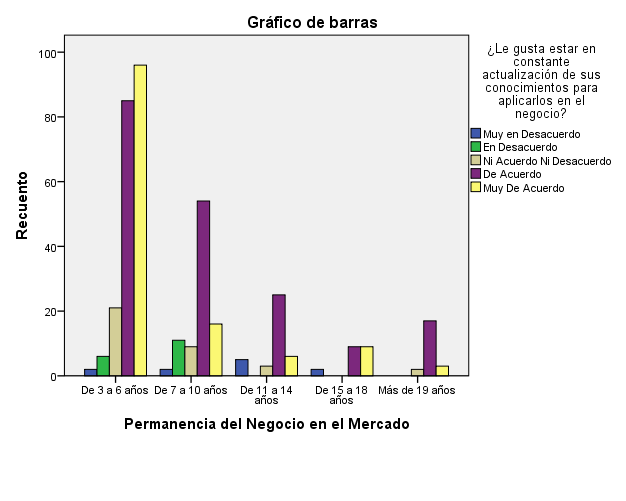 Gráfico de barras
¿Le gusta estar en
constante
actualización de sus
conocimientos para
aplicarlos en el
negocio?
Muy en Desacuerdo
En Desacuerdo
Ni Acuerdo Ni Desacuerdo
De Acuerdo
Muy De Acuerdo
Recuento
100
80
60
40
20
0
De 3 a 6 años
De 7 a 10 años
De 11 a 14
años
De 15 a 18
años
Más de 19 años
Permanencia del Negocio en el Mercado